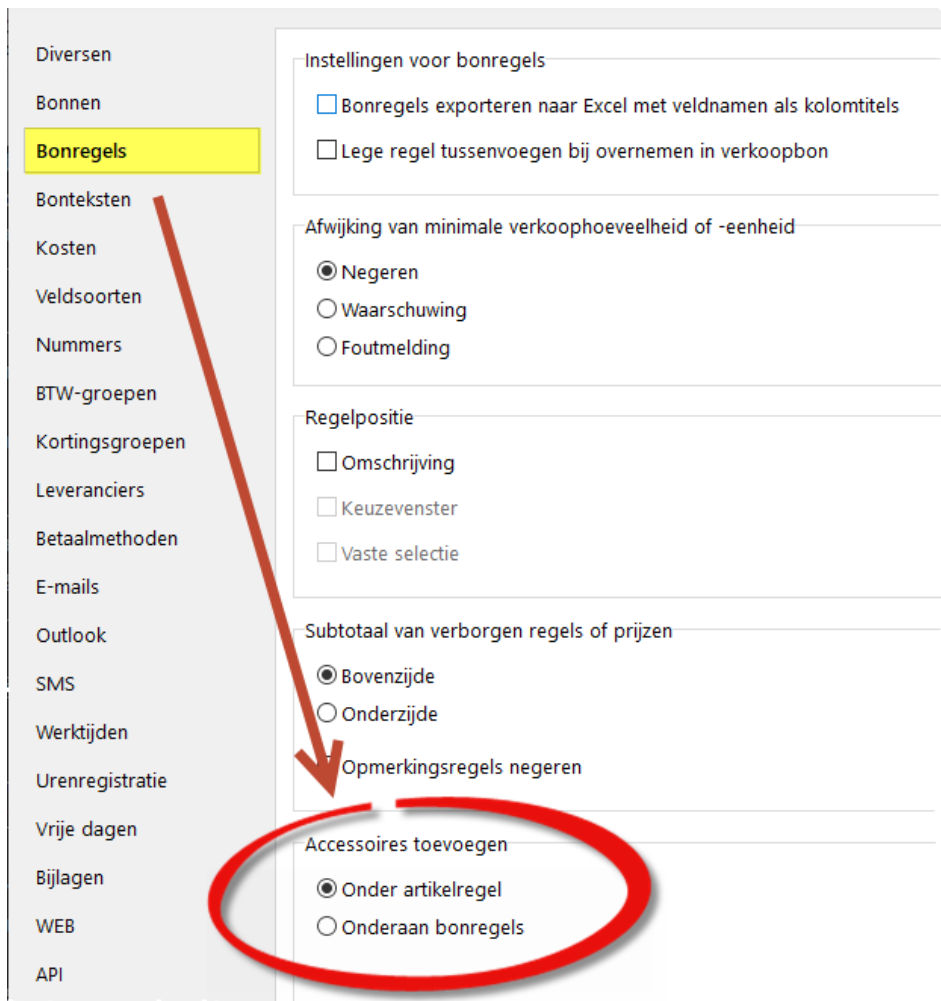 Diversen
Bonnen
Bonregels
Bonteksten
Kosten
Veldsoorten
Nummers
BTW-groepen
Kortingsgroepen
Leveranciers
Betaalmethoden
E-mails
Outlook
SMS
Werktijden
Urenregistratie
Vrije dagen
Bijlagen
WEB
API
Instellingen voor bonregels
Bonregels exporteren naar Excel met veldnamen als kolomtitels
Lege regel tussenvoegen bij overnemen in verkoopbon
Afwijking van minimale verkoophoeveelheid of -eenheid
Negeren
Waarschuwing
Foutmelding
Regelpositie
Omschrijving
Keuzevenster
Vaste selectie
Subtotaal van verborgen regels of prijzen
Bovenzijde
Onderzijde
Opmerkingsregels negeren
Accessoires toevoegen
Onder artikelregel
Onderaan bonregels